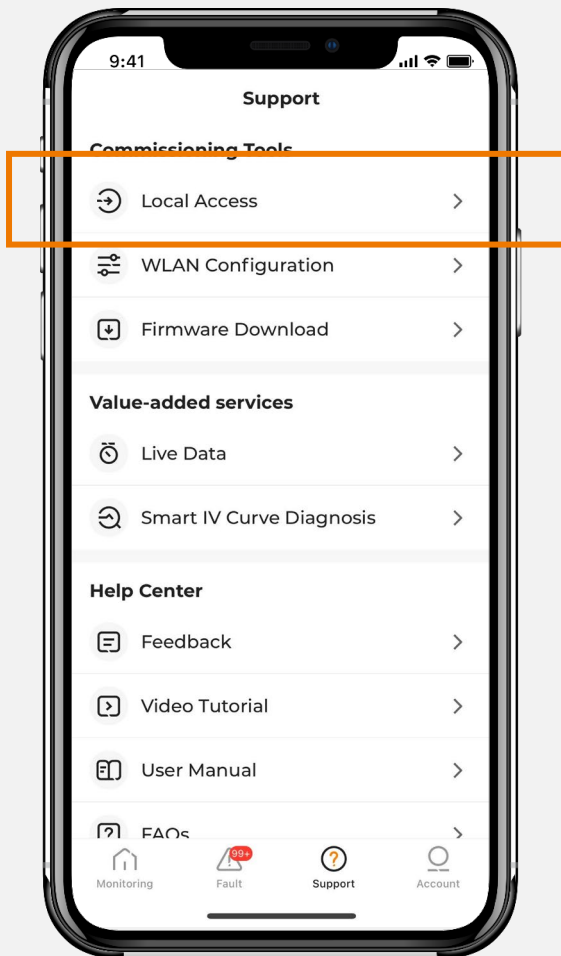 9:41
Support
Commissioning Tools
Local Access
WLAN Configuration
Firmware Download
Value-added services
Live Data
Smart IV Curve Diagnosis
Help Center
Feedback
Video Tutorial
User Manual
FAQs
99+
Monitoring Fault Support Account